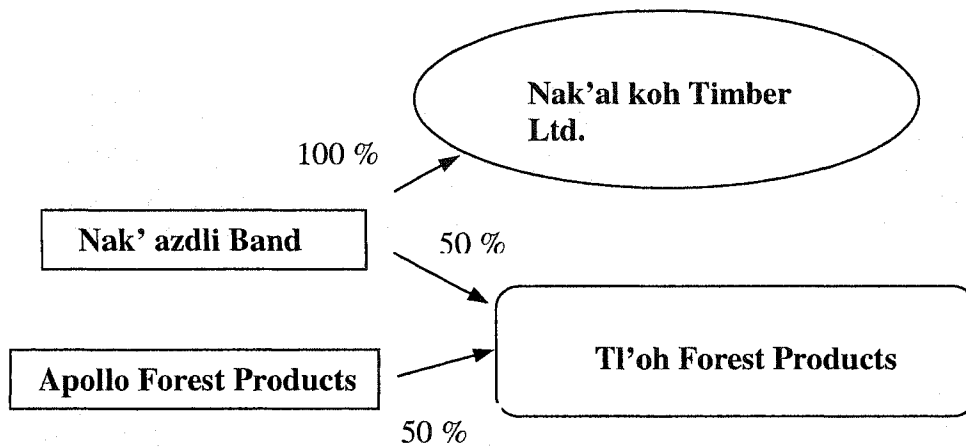 Nak'al koh Timber
Ltd.
100 %
Nak' azdli Band
50 %
Tl'oh Forest Products
Apollo Forest Products
50 %